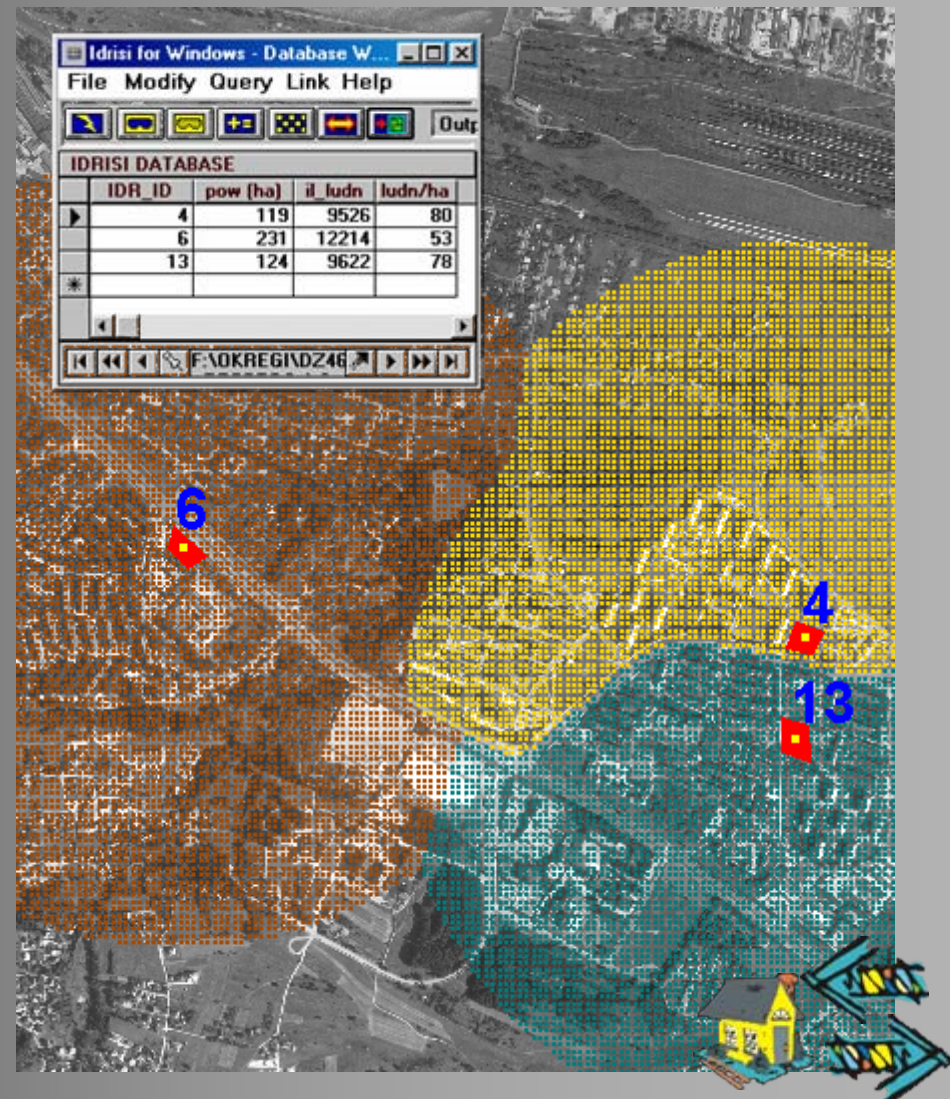 Idrisi for Windows - Database W...
File Modify Query Link Help
Outp
IDRISI DATABASE
IDR_ID pow (ha) il_ludn ludn/ha
4 119 9526 80
6 231 12214 53
13 124 9622 78
F:\OKREGI\DZ46
6
4
13